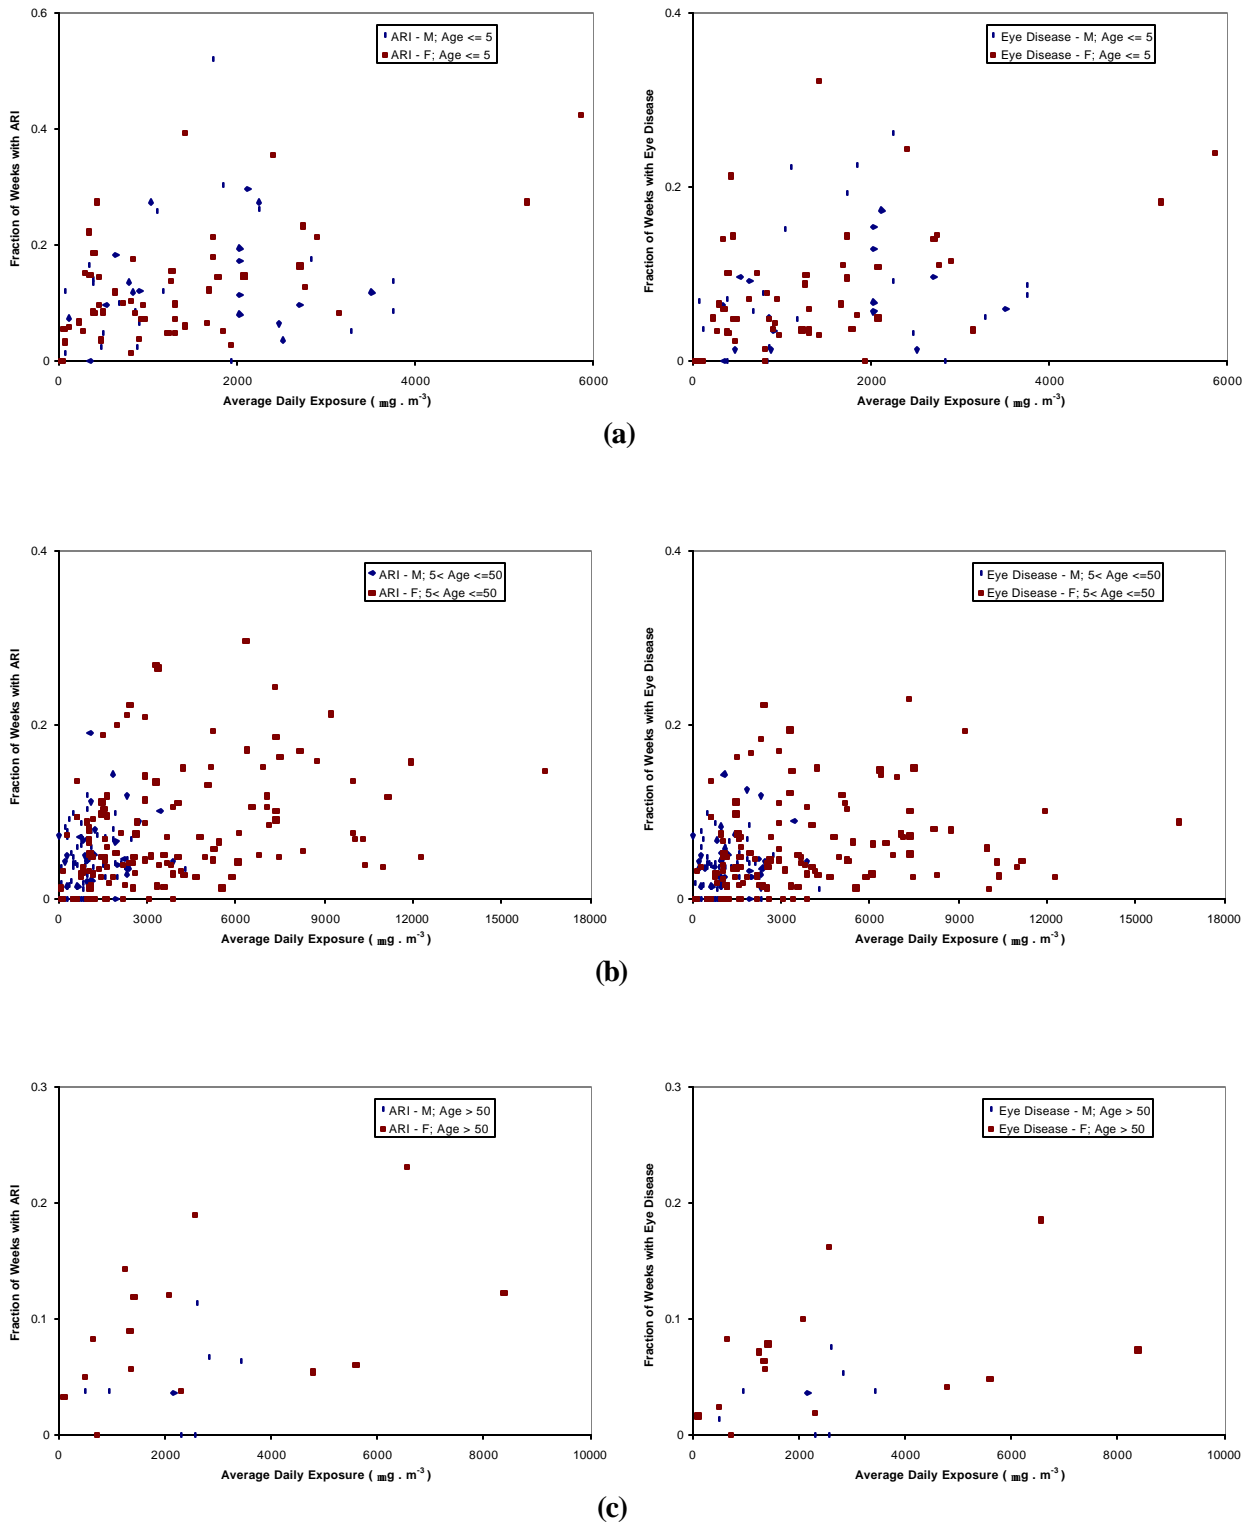 0.6
0.4
0.2
0
0
2000
4000
6000
Fraction of Weeks with ARI
Average Daily Exposure ( µg . m-3)
ARI - M; Age <= 5
ARI - F; Age <= 5
0.4
0.2
0
0
2000
4000
6000
Fraction of Weeks with Eye Disease
Average Daily Exposure ( µg . m-3)
Eye Disease - M; Age <= 5
Eye Disease - F; Age <= 5
(a)
0.4
0.2
0
0
3000
6000
9000
12000
15000
18000
Fraction of Weeks with ARI
Average Daily Exposure ( µg . m-3)
ARI - M; 5< Age <=50
ARI - F; 5< Age <=50
0.4
0.2
0
0
3000
6000
9000
12000
15000
18000
Fraction of Weeks with Eye Disease
Average Daily Exposure ( µg . m-3)
Eye Disease - M; 5< Age <=50
Eye Disease - F; 5< Age <=50
(b)
0.3
0.2
0.1
0
0
2000
4000
6000
8000
10000
Fraction of Weeks with ARI
Average Daily Exposure ( µg . m-3)
ARI - M; Age > 50
ARI - F; Age > 50
0.3
0.2
0.1
0
0
2000
4000
6000
8000
10000
Fraction of Weeks with Eye Disease
Average Daily Exposure ( µg . m-3)
Eye Disease - M; Age > 50
Eye Disease - F; Age > 50
(c)